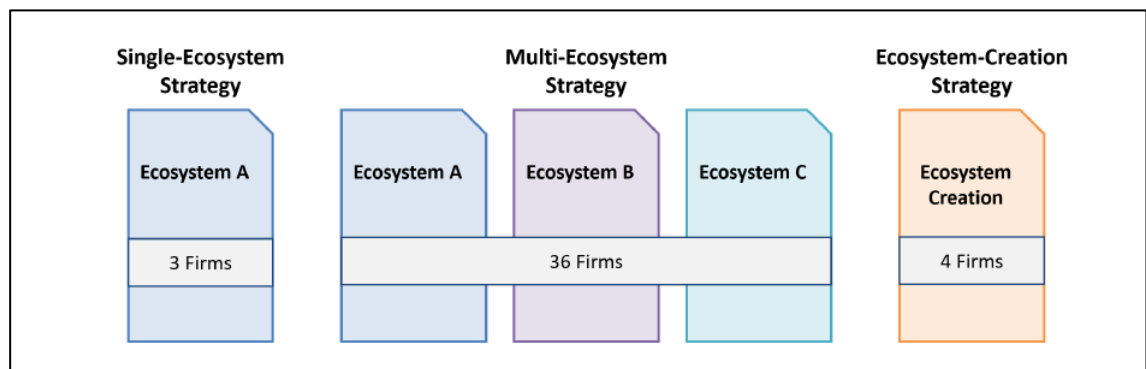 Single-Ecosystem
Strategy
Multi-Ecosystem
Strategy
Ecosystem-Creation
Strategy
Ecosystem A
Ecosystem A
Ecosystem B
Ecosystem C
Ecosystem
Creation
3 Firms
36 Firms
4 Firms